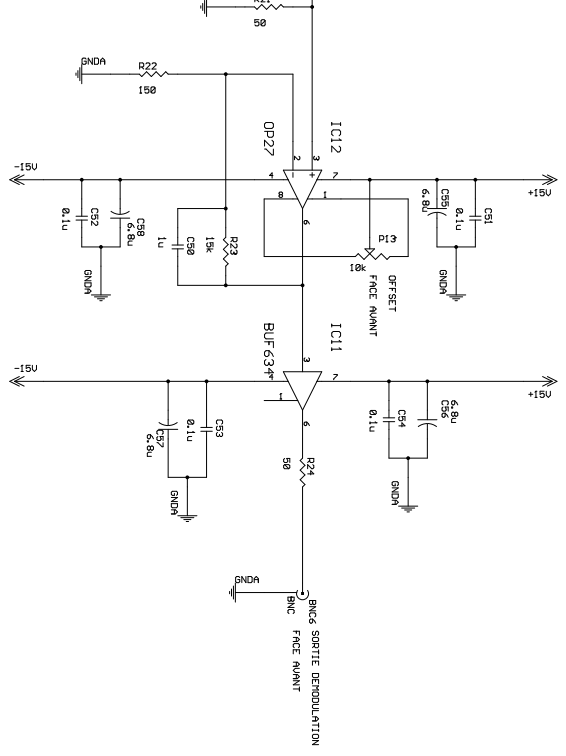 R21
50
GNDA
R22
150
OP27
IC12
2
3
-15V
4
7
+15V
8
1
6
C52
0.1u
C58
6.8u
C55
6.8u
C51
0.1u
GNDA
GNDA
C50
1u
R23
15k
P13
10k
OFFSET
FACE AVANT
BUF634
IC11
3
-15V
4
7
+15V
1
6
C57
6.8u
C53
0.1u
C54
0.1u
C56
6.8u
GNDA
GNDA
R24
50
GNDA
BNC
BNC6 SORTIE DEMODULATION
FACE AVANT